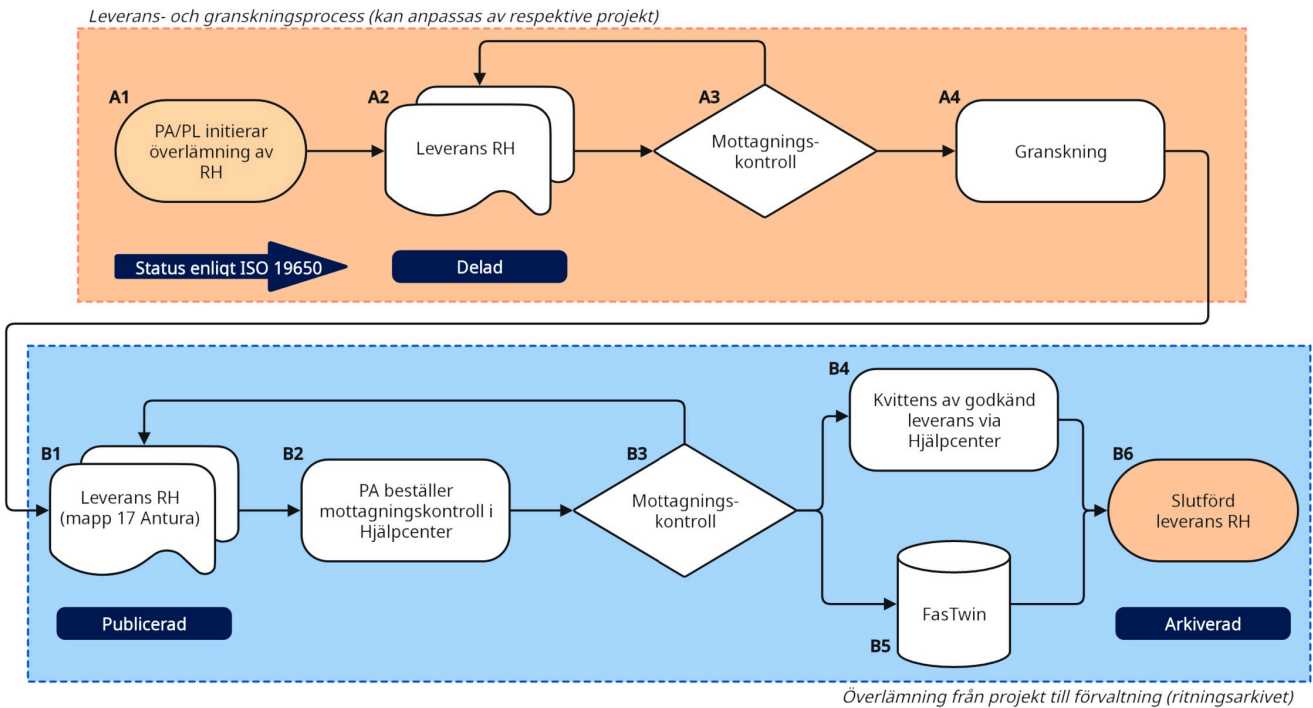 Leverans- och granskningsprocess (kan anpassas av respektive projekt)
A1
PA/PL initierar
överlämning av
RH
A2
Leverans RH
A3
Mottagnings-
kontroll
A4
Granskning
Status enligt ISO 19650
Delad
B1
Leverans RH
(mapp 17 Antura)
B2
PA beställer
mottagningskontroll i
Hjälpcenter
B3
Mottagnings-
kontroll
B4
Kvittens av godkänd
leverans via
Hjälpcenter
B5
FasTwin
B6
Slutförd
leverans RH
Publicerad
Arkiverad
Överlämning från projekt till förvaltning (ritningsarkivet)